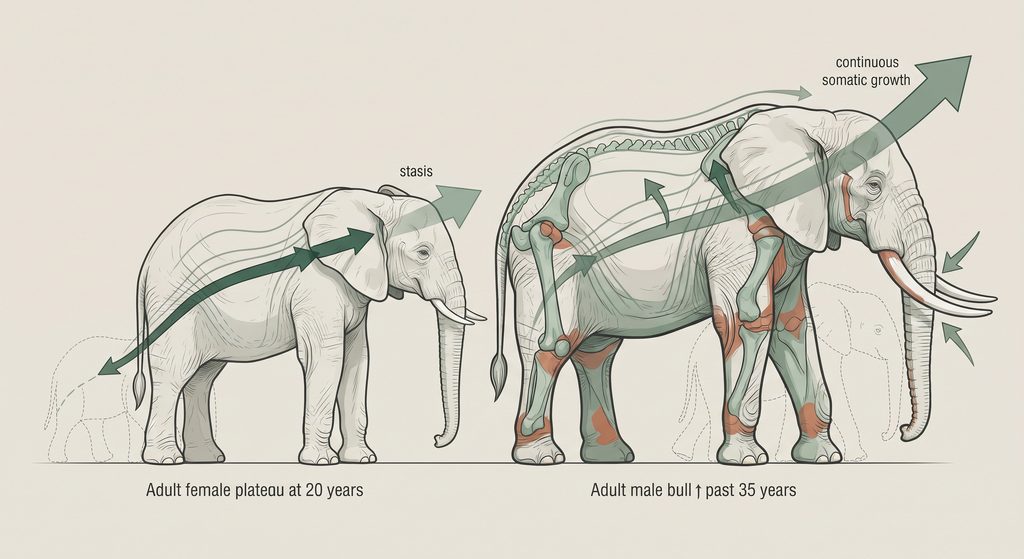 continuous
somatic growth
stasis
Adult female plateau at 20 years
Adult male bull ↑ past 35 years